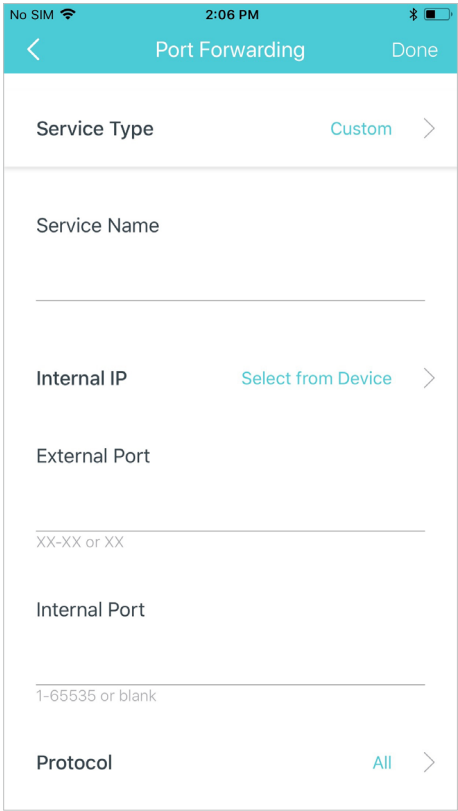 No SIM 2:06 PM
Port Forwarding Done
Service Type Custom
Service Name
Internal IP Select from Device
External Port
XX-XX or XX
Internal Port
1-65535 or blank
Protocol All